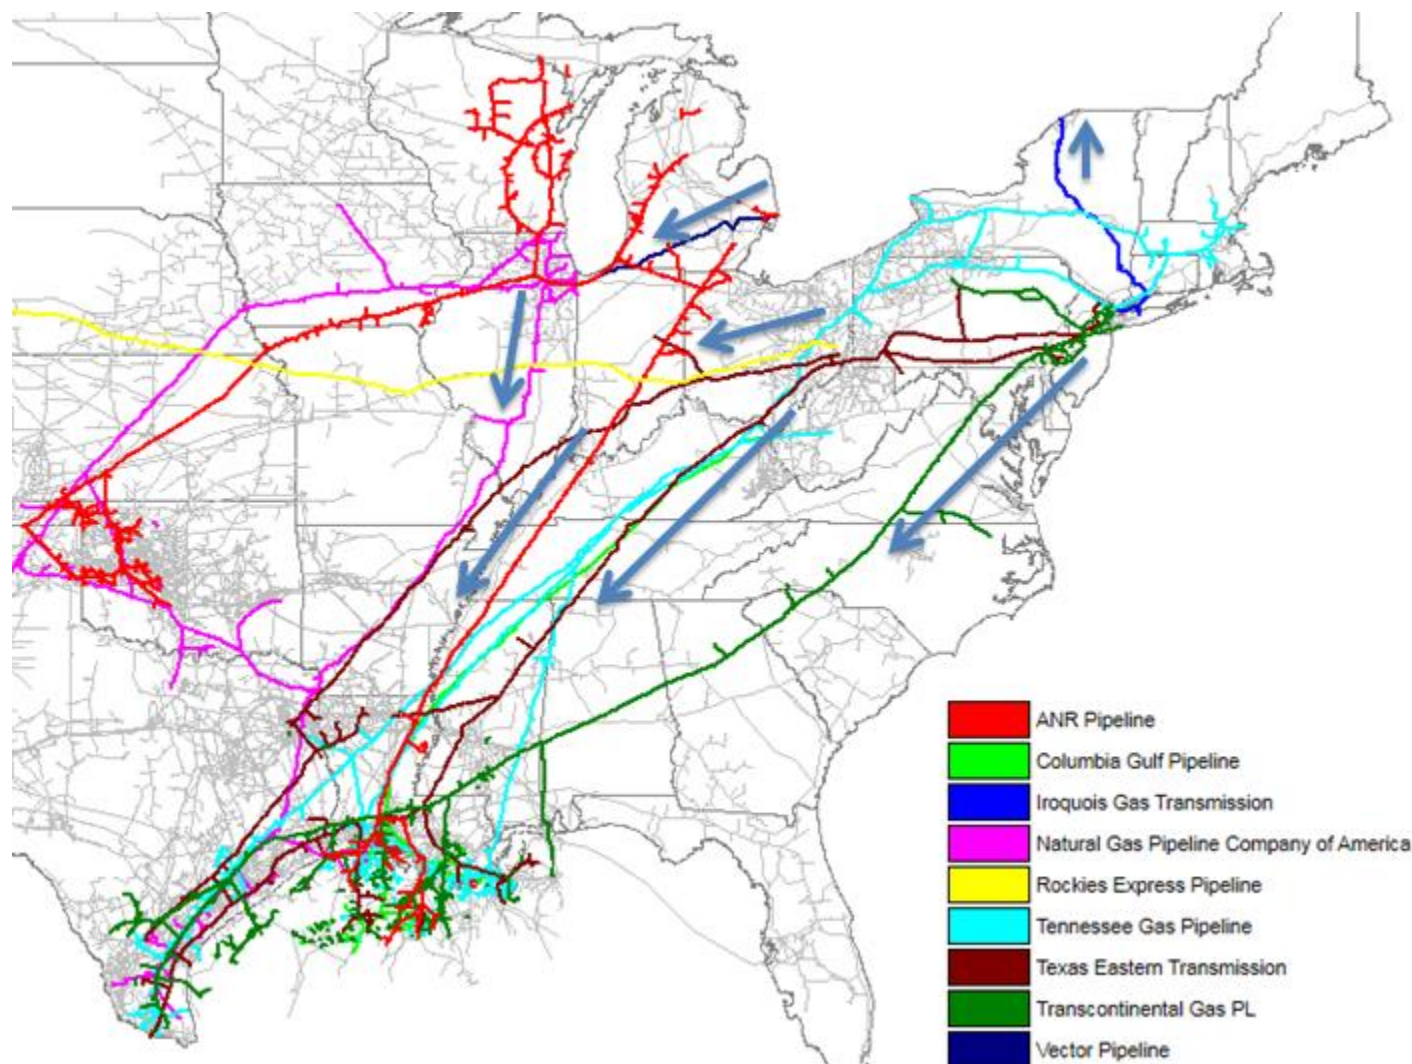 ANR Pipeline
Columbia Gulf Pipeline
Iroquois Gas Transmission
Natural Gas Pipeline Company of America
Rockies Express Pipeline
Tennessee Gas Pipeline
Texas Eastern Transmission
Transcontinental Gas PL
Vector Pipeline